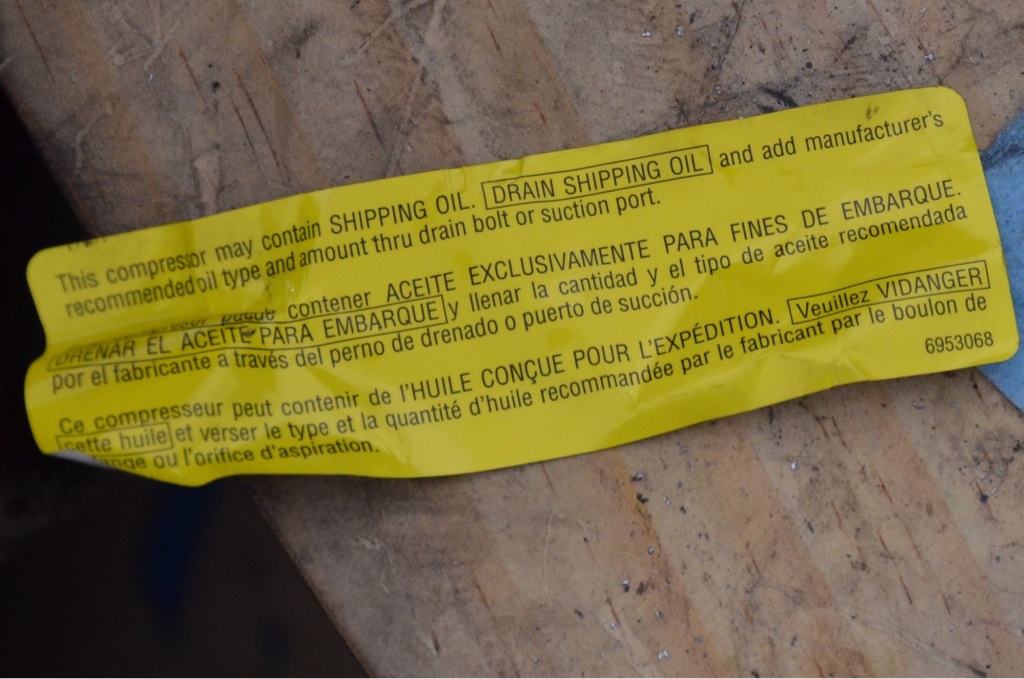 This compressor may contain SHIPPING OIL. DRAIN SHIPPING OIL and add manufacturer's
recommended oil type and amount thru drain bolt or suction port.
puede contener ACEITE EXCLUSIVAMENTE PARA FINES DE EMBARQUE.
DRENAR EL ACEITE PARA EMBARQUE y llenar la cantidad y el tipo de aceite recomendada
por el fabricante a través del perno de drenado o puerto de succión.
Ce compresseur peut contenir de l'HUILE CONÇUE POUR L'EXPÉDITION. Veuillez VIDANGER
cette huile et verser le type et la quantité d'huile recommandée par le fabricant par le boulon de
ou l'orifice d'aspiration.
6953068